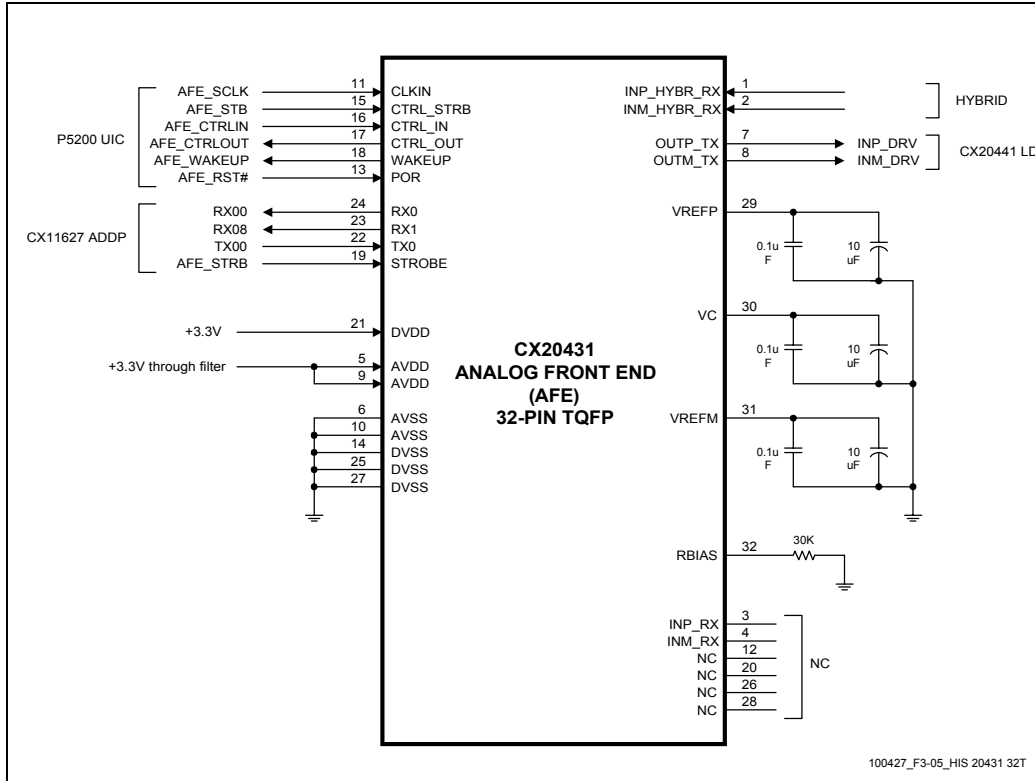 P5200 UIC
AFE_SCLK 11 CLKIN
AFE_STB 15 CTRL_STRB
AFE_CTRLIN 16 CTRL_IN
AFE_CTRLOUT 17 CTRL_OUT
AFE_WAKEUP 18 WAKEUP
AFE_RST# 13 POR
CX11627 ADDP
RX00 24 RX0
RX08 23 RX1
TX00 22 TX0
AFE_STRB 19 STROBE
+3.3V 21 DVDD
+3.3V through filter 5 AVDD
9 AVDD
6 AVSS
10 AVSS
14 DVSS
25 DVSS
27 DVSS
CX20431
ANALOG FRONT END
(AFE)
32-PIN TQFP
INP_HYBR_RX 1
INM_HYBR_RX 2
HYBRID
OUTP_TX 7 INP_DRV
OUTM_TX 8 INM_DRV
CX20441 LD
VREFP 29
0.1u
F
10
uF
VC 30
0.1u
F
10
uF
VREFM 31
0.1u
F
10
uF
RBIAS 32 30K
INP_RX 3
INM_RX 4
NC 12
NC 20
NC 26
NC 28
NC
100427_F3-05_HIS 20431 32T